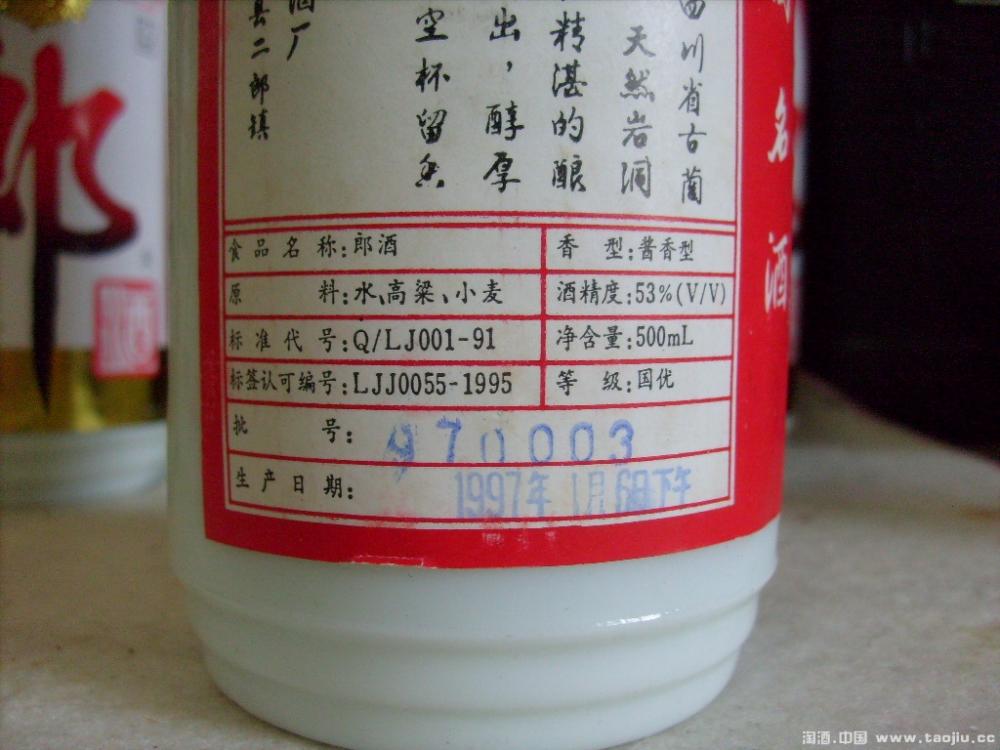 四川省古蔺
天然岩洞
精湛的酿
出，醇厚
空杯留香
酒厂
县二郎镇
食品名称：郎酒
香型：酱香型
原料：水、高粱、小麦
酒精度：53%(V/V)
标准代号：Q/LJ001-91
净含量：500mL
标签认可编号：LJJ0055-1995
等级：国优
批号：970003
生产日期：1997年1月6日下午
名酒
郎
淘酒.中国 www.taojiu.cc